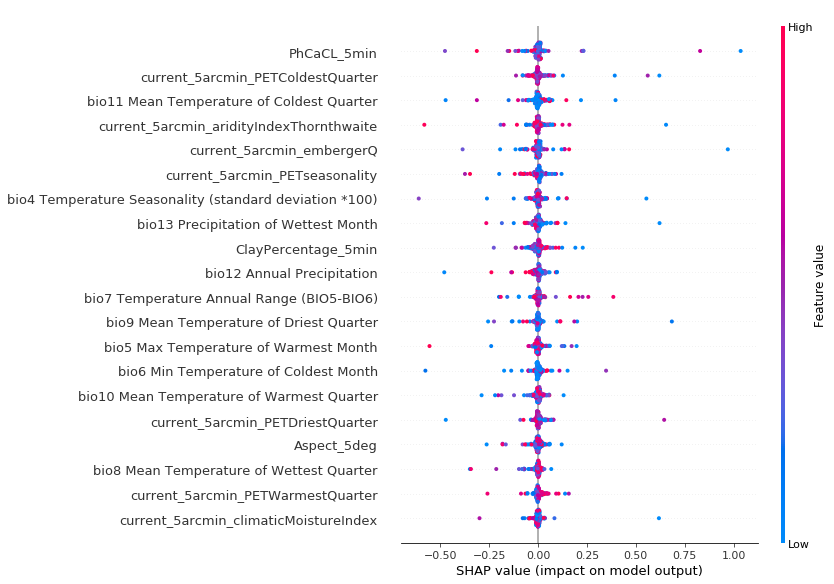 High
PhCaCL_5min
current_5arcmin_PETColdestQuarter
bio11 Mean Temperature of Coldest Quarter
current_5arcmin_aridityIndexThornthwaite
current_5arcmin_embergerQ
current_5arcmin_PETseasonality
bio4 Temperature Seasonality (standard deviation *100)
bio13 Precipitation of Wettest Month
ClayPercentage_5min
bio12 Annual Precipitation
bio7 Temperature Annual Range (BIO5-BIO6)
bio9 Mean Temperature of Driest Quarter
bio5 Max Temperature of Warmest Month
bio6 Min Temperature of Coldest Month
bio10 Mean Temperature of Warmest Quarter
current_5arcmin_PETDriestQuarter
Aspect_5deg
bio8 Mean Temperature of Wettest Quarter
current_5arcmin_PETWarmestQuarter
current_5arcmin_climaticMoistureIndex
Low
Feature value
−0.50 −0.25 0.00 0.25 0.50 0.75 1.00
SHAP value (impact on model output)